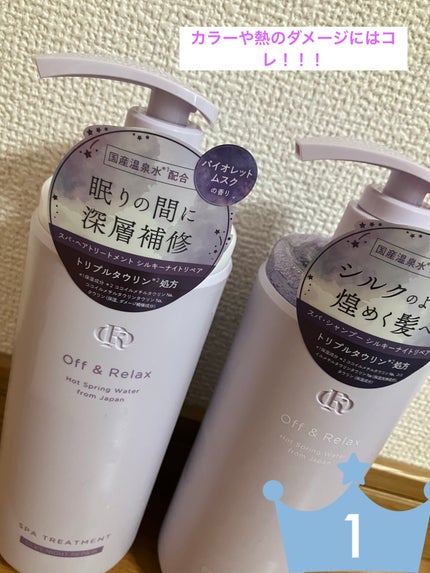 カラーや熱のダメージにはコ
レ！！！
国産温泉水*¹配合
バイオレット
ムスク
の香り
眠りの間に
深層補修
スパ・ヘアトリートメント シルキーナイトリペア
トリプルタウリン*²処方
Off & Relax
Hot Spring Water
from Japan
SPA TREATMENT
国産温泉水
シルクのよ
煌めく髪へ
スパ・シャンプー シルキーナイトリペア
トリプルタウリン*²処方
Off & Relax
Hot Spring Water
from Japan
1